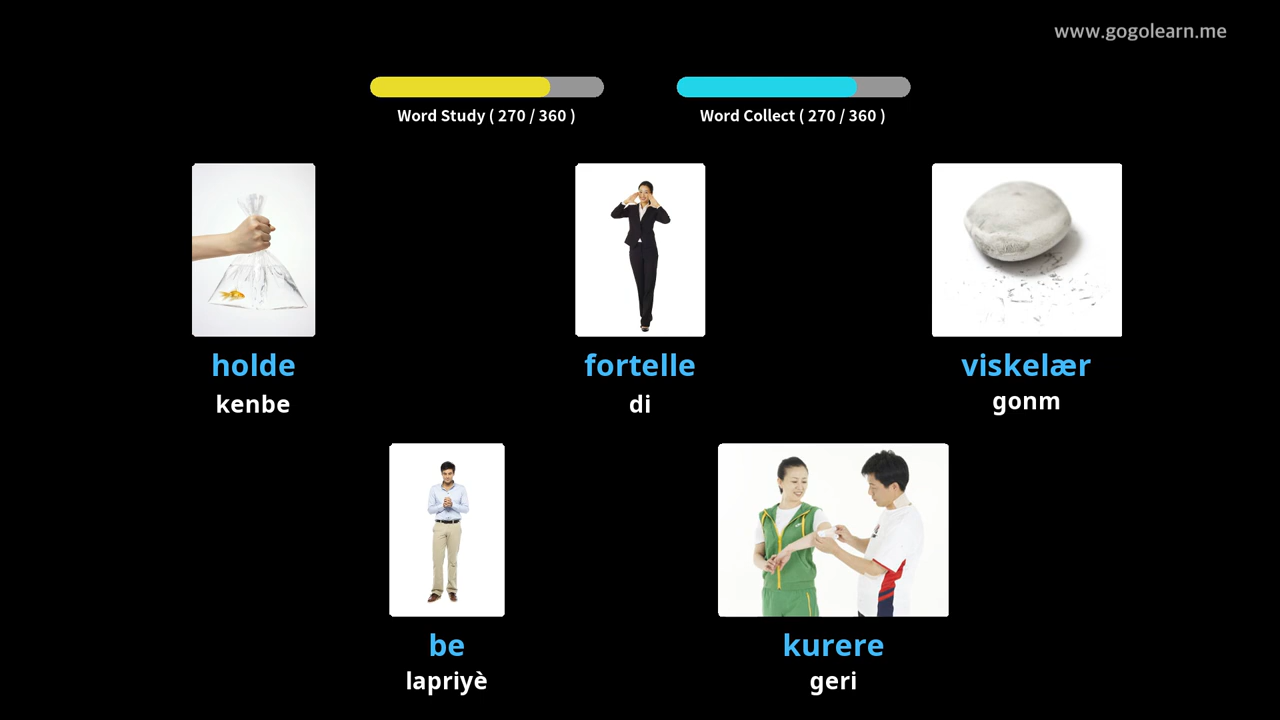 www.gogolearn.me
Word Study ( 270 / 360 )
Word Collect ( 270 / 360 )
holde
kenbe
fortelle
di
viskelær
gonm
be
lapriyè
kurere
geri